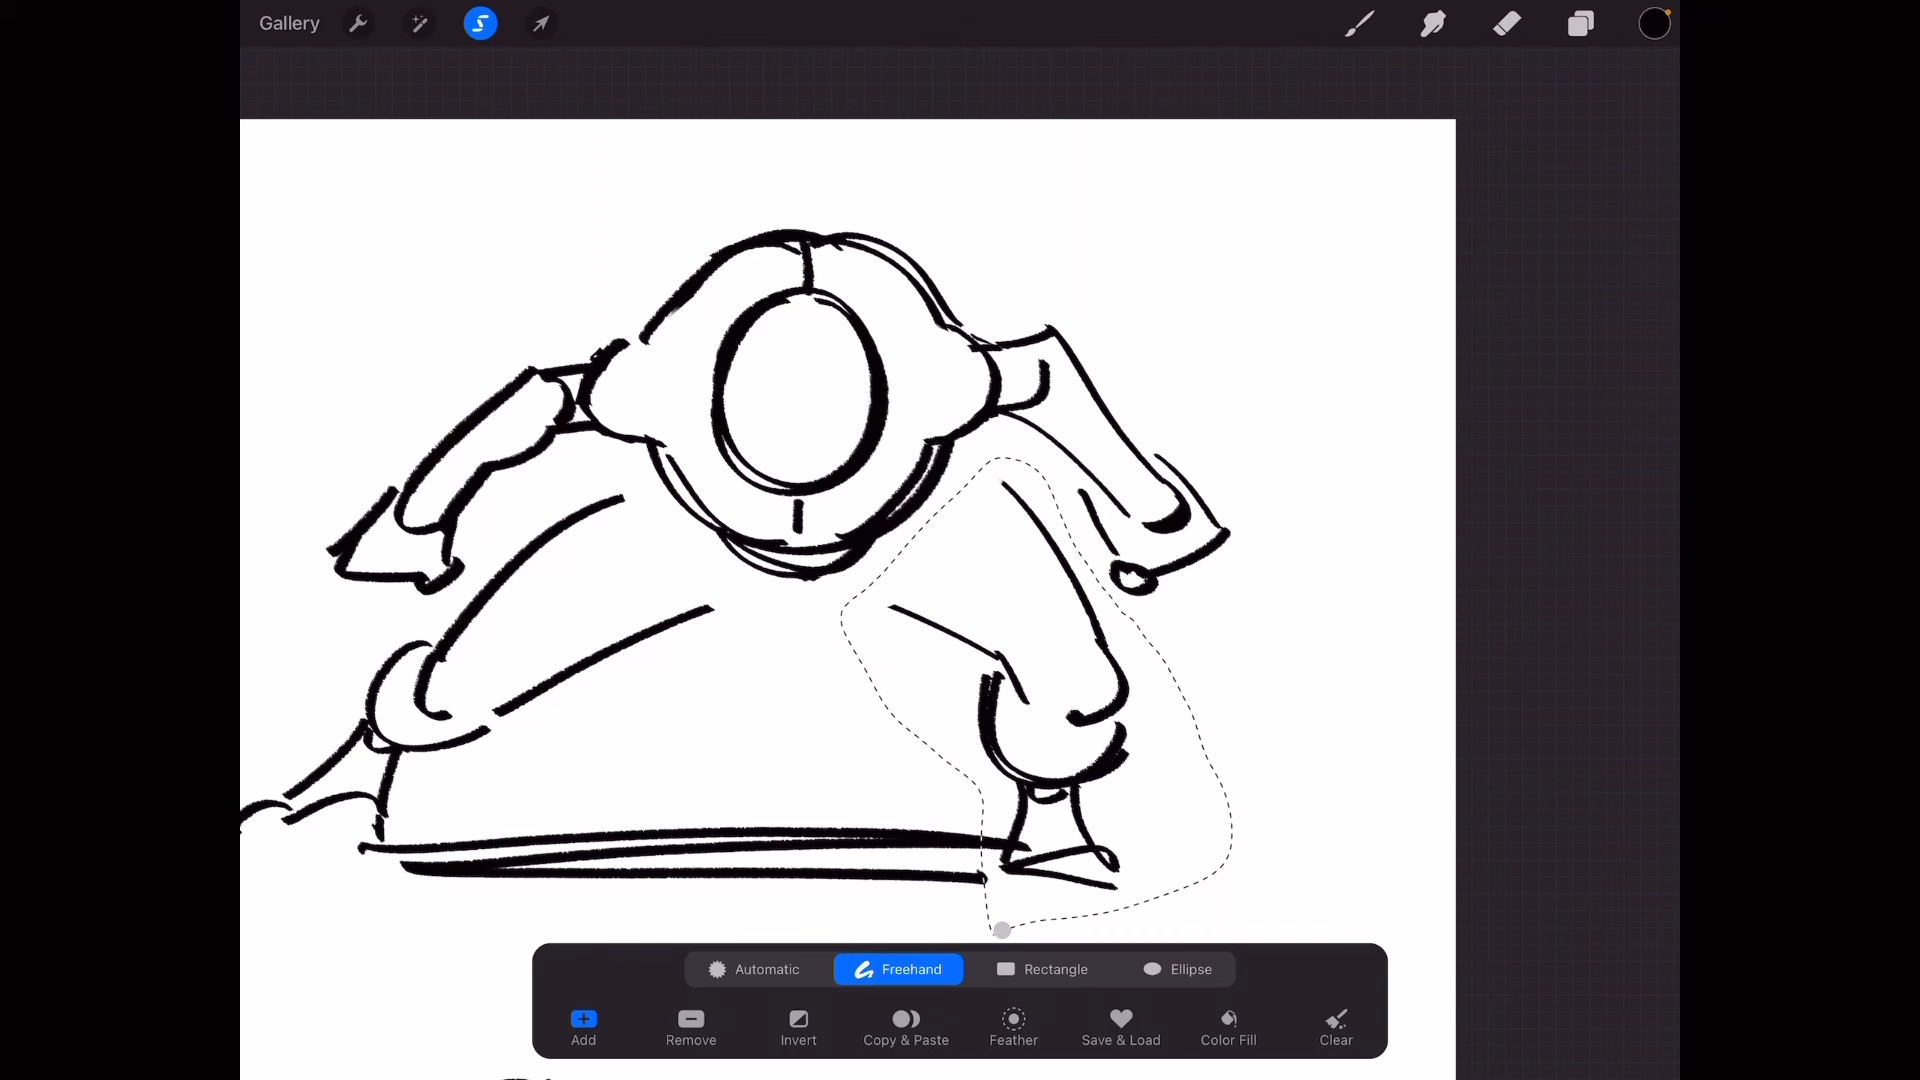 Gallery
Automatic
Freehand
Rectangle
Ellipse
Add
Remove
Invert
Copy & Paste
Feather
Save & Load
Color Fill
Clear